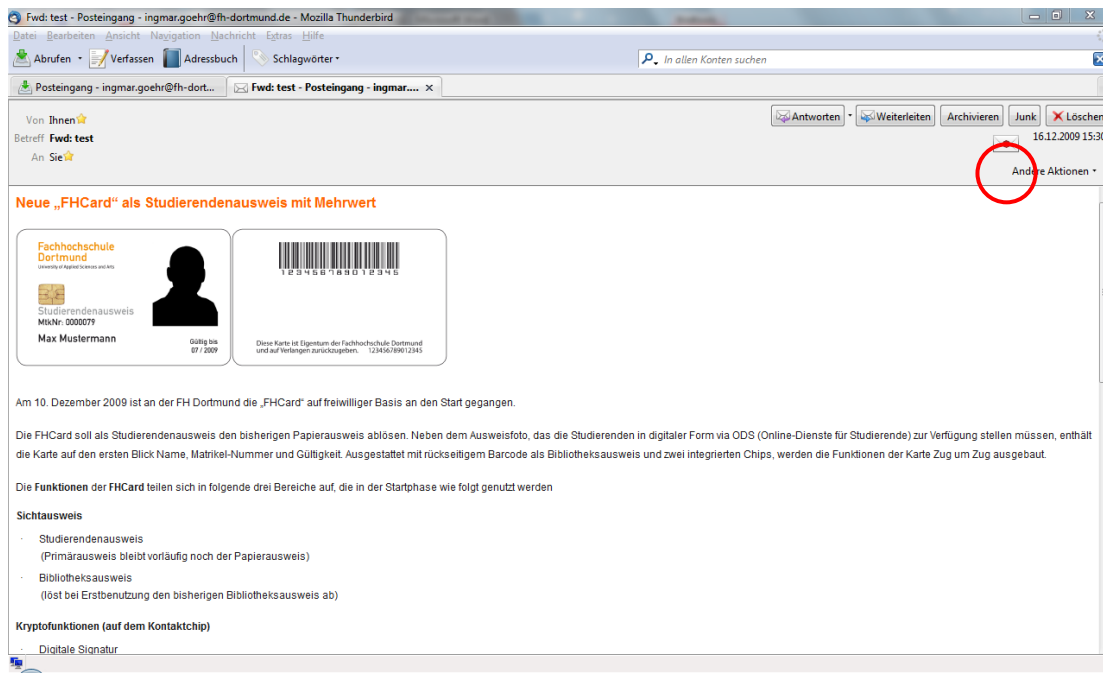 Fwd: test - Posteingang - ingmar.goehr@fh-dortmund.de - Mozilla Thunderbird
Datei Bearbeiten Ansicht Navigation Nachricht Extras Hilfe
Abrufen Verfassen Adressbuch Schlagwörter In allen Konten suchen
Posteingang - ingmar.goehr@fh-dort... Fwd: test - Posteingang - ingmar....
Antworten Weiterleiten Archivieren Junk Löschen
Von Ihnen
Betreff Fwd: test
16.12.2009 15:30
An Sie
Andere Aktionen
Neue „FHCard“ als Studierendenausweis mit Mehrwert
Fachhochschule
Dortmund
University of Applied Sciences and Arts
Studierendenausweis
MtkNr: 0000079
Max Mustermann
Gültig bis
07 / 2009
123456789012345
Diese Karte ist Eigentum der Fachhochschule Dortmund
und auf Verlangen zurückzugeben. 123456789012345
Am 10. Dezember 2009 ist an der FH Dortmund die „FHCard“ auf freiwilliger Basis an den Start gegangen.
Die FHCard soll als Studierendenausweis den bisherigen Papierausweis ablösen. Neben dem Ausweisfoto, das die Studierenden in digitaler Form via ODS (Online-Dienste für Studierende) zur Verfügung stellen müssen, enthält
die Karte auf den ersten Blick Name, Matrikel-Nummer und Gültigkeit. Ausgestattet mit rückseitigem Barcode als Bibliotheksausweis und zwei integrierten Chips, werden die Funktionen der Karte Zug um Zug ausgebaut.
Die Funktionen der FHCard teilen sich in folgende drei Bereiche auf, die in der Startphase wie folgt genutzt werden
Sichtausweis
· Studierendenausweis
(Primärausweis bleibt vorläufig noch der Papierausweis)
· Bibliotheksausweis
(löst bei Erstbenutzung den bisherigen Bibliotheksausweis ab)
Kryptofunktionen (auf dem Kontaktchip)
· Digitale Signatur